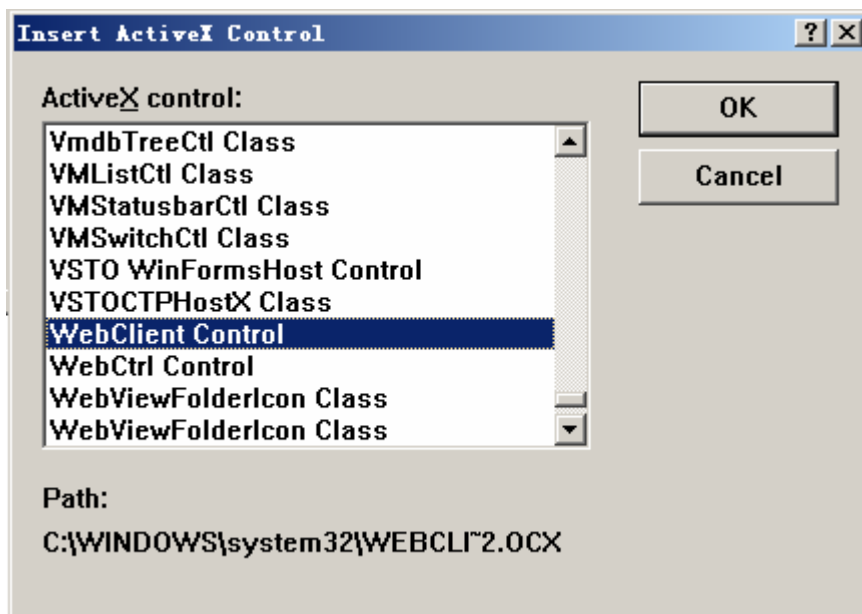 Insert ActiveX Control
ActiveX control:
OK
Cancel
VmdbTreeCtl Class
VMListCtl Class
VMStatusbarCtl Class
VMSwitchCtl Class
VSTO WinFormsHost Control
VSTOCTPHostX Class
WebClient Control
WebCtrl Control
WebViewFolderIcon Class
WebViewFolderIcon Class
Path:
C:\WINDOWS\system32\WEBCLI~2.OCX